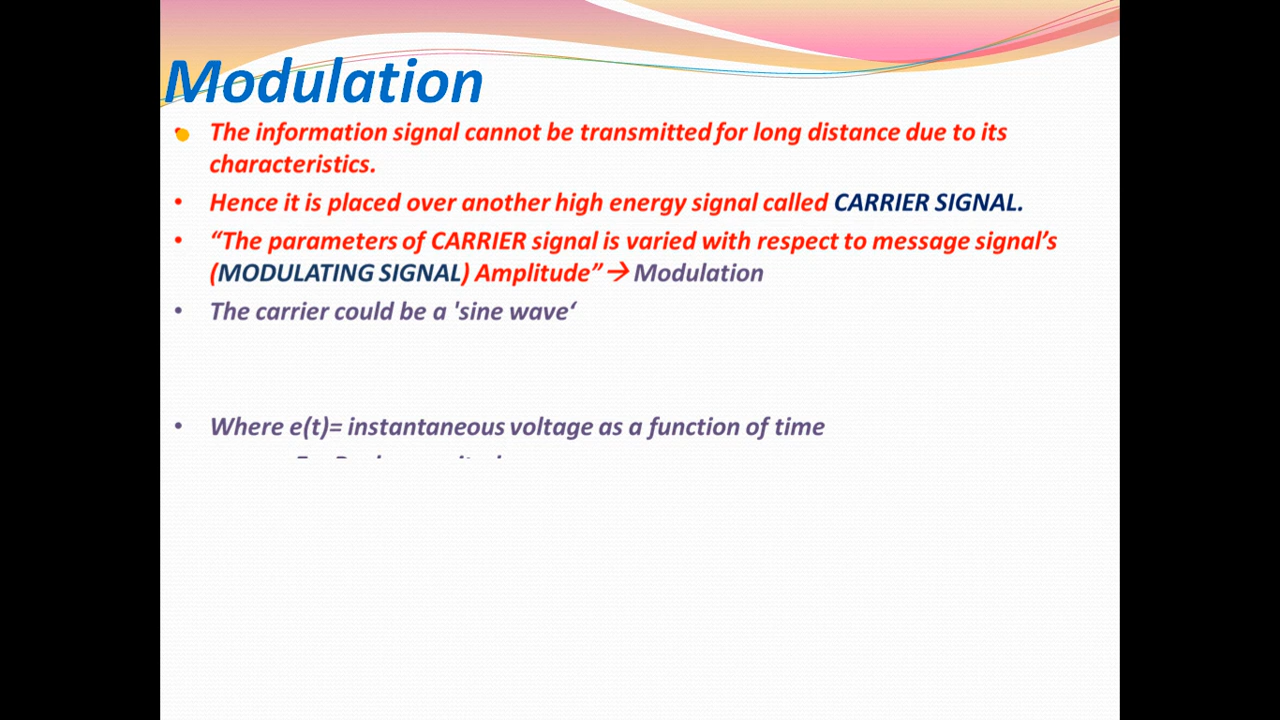 Modulation
• The information signal cannot be transmitted for long distance due to its
characteristics.
• Hence it is placed over another high energy signal called CARRIER SIGNAL.
• “The parameters of CARRIER signal is varied with respect to message signal’s
(MODULATING SIGNAL) Amplitude”→ Modulation
• The carrier could be a 'sine wave‘
• Where e(t)= instantaneous voltage as a function of time